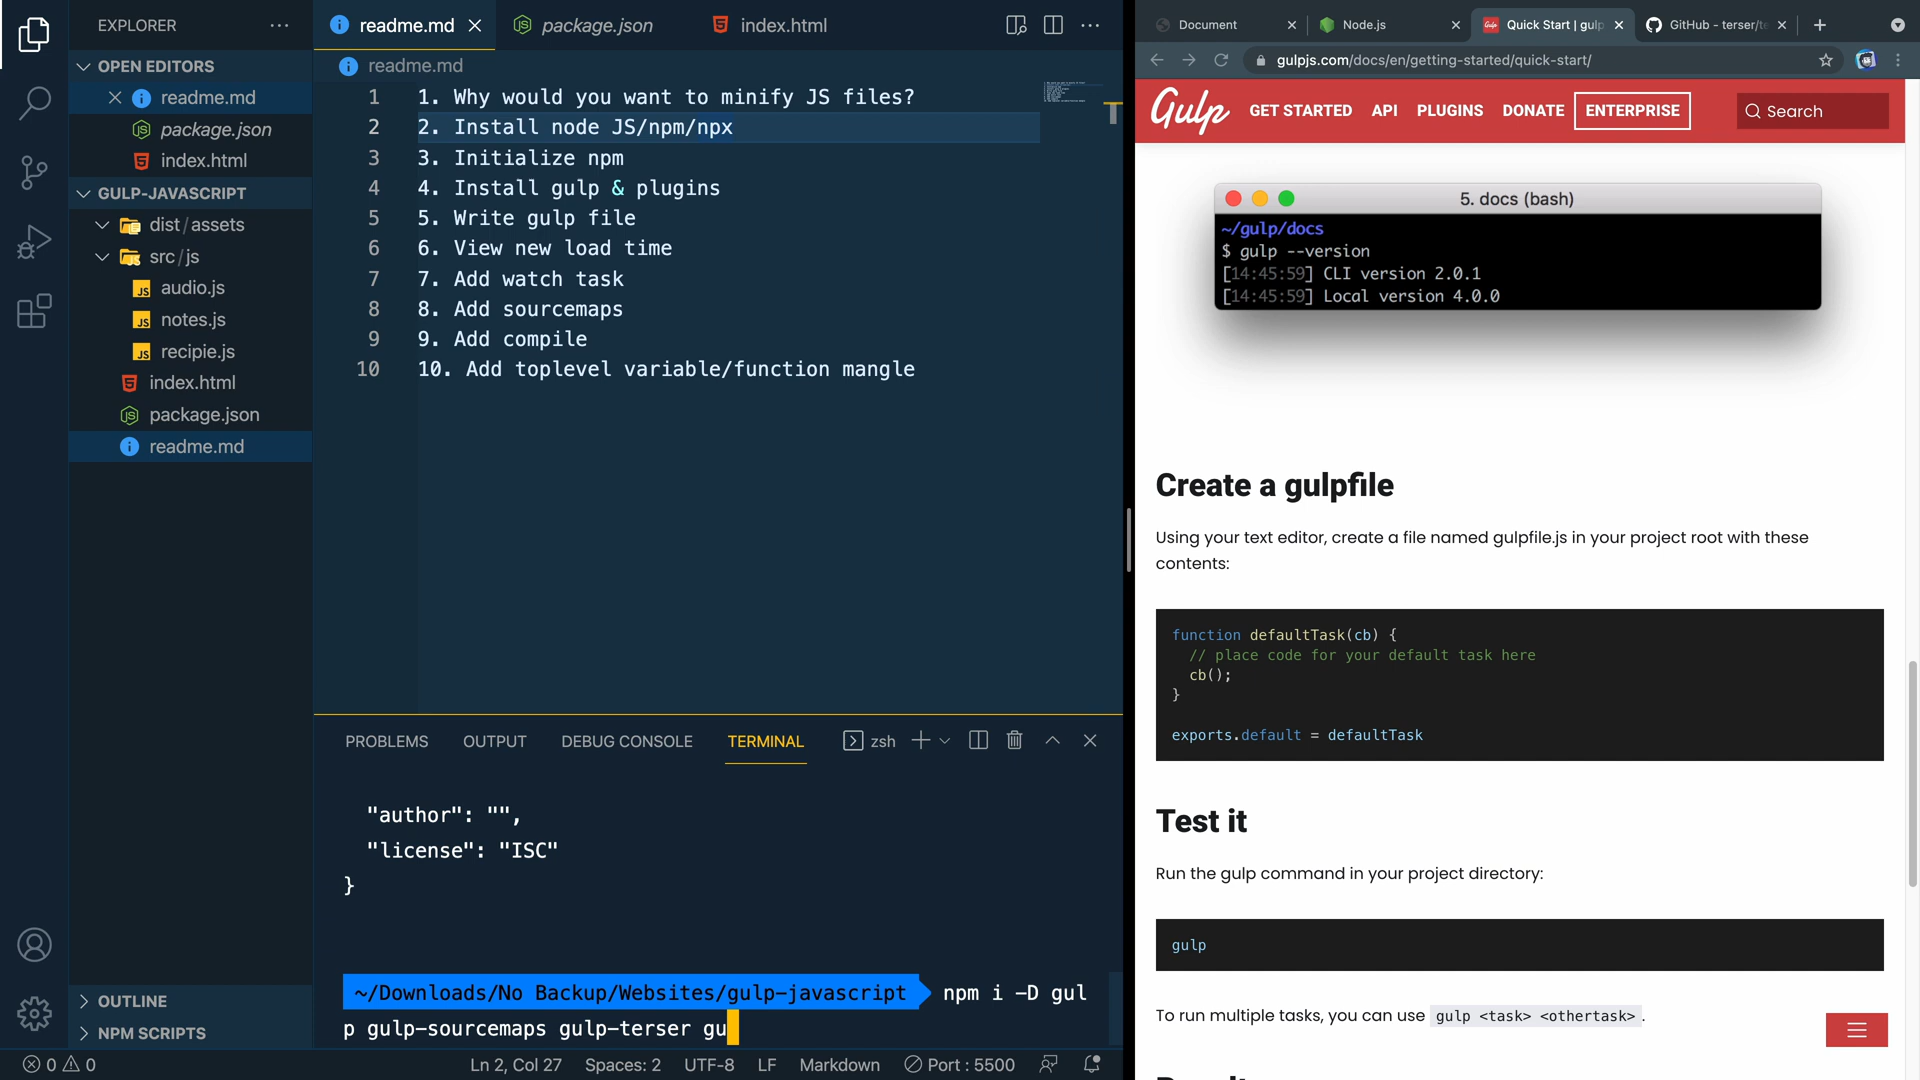 EXPLORER
OPEN EDITORS
readme.md
package.json
index.html
GULP-JAVASCRIPT
dist/assets
src/js
audio.js
notes.js
recipie.js
index.html
package.json
readme.md
OUTLINE
NPM SCRIPTS
readme.md
package.json
index.html
readme.md
1 1. Why would you want to minify JS files?
2 2. Install node JS/npm/npx
3 3. Initialize npm
4 4. Install gulp & plugins
5 5. Write gulp file
6 6. View new load time
7 7. Add watch task
8 8. Add sourcemaps
9 9. Add compile
10 10. Add toplevel variable/function mangle
PROBLEMS OUTPUT DEBUG CONSOLE TERMINAL zsh
"author": "",
"license": "ISC"
}
~/Downloads/No Backup/Websites/gulp-javascript npm i -D gul
p gulp-sourcemaps gulp-terser gu
0 0 Ln 2, Col 27 Spaces: 2 UTF-8 LF Markdown Port : 5500
Document Node.js Quick Start | gulp GitHub - terser/te
gulpjs.com/docs/en/getting-started/quick-start/
Gulp GET STARTED API PLUGINS DONATE ENTERPRISE Search
5. docs (bash)
~/gulp/docs
$ gulp --version
[14:45:59] CLI version 2.0.1
[14:45:59] Local version 4.0.0
Create a gulpfile
Using your text editor, create a file named gulpfile.js in your project root with these
contents:
function defaultTask(cb) {
// place code for your default task here
cb();
}
exports.default = defaultTask
Test it
Run the gulp command in your project directory:
gulp
To run multiple tasks, you can use gulp <task> <othertask>.